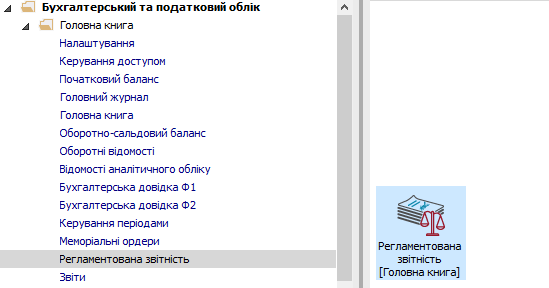 Бухгалтерський та податковий облік
Головна книга
Налаштування
Керування доступом
Початковий баланс
Головний журнал
Головна книга
Оборотно-сальдовий баланс
Оборотні відомості
Відомості аналітичного обліку
Бухгалтерська довідка Ф1
Бухгалтерська довідка Ф2
Керування періодами
Меморіальні ордери
Регламентована звітність
Звіти
Регламентована
звітність
[Головна книга]